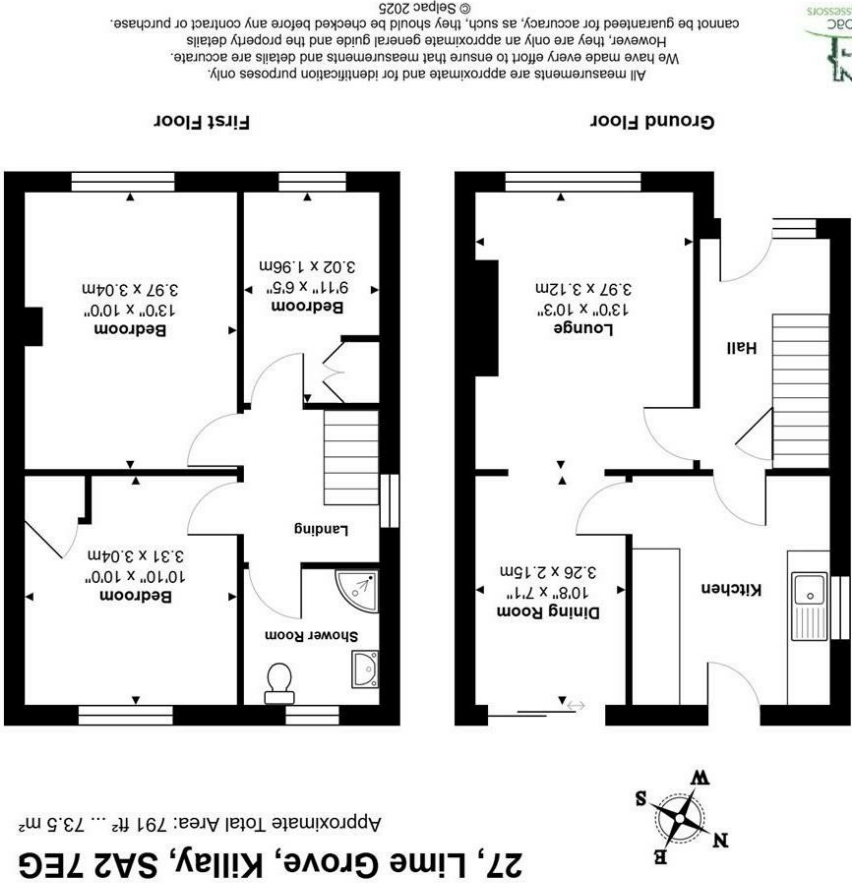 27, Lime Grove, Killay, SA2 7EG
Approximate Total Area: 791 ft² ... 73.5 m²
N
E
S
W
Kitchen
Dining Room
10'8" x 7'1"
3.26 x 2.15m
Hall
Lounge
13'0" x 10'3"
3.97 x 3.12m
Ground Floor
Shower Room
Bedroom
10'10" x 10'0"
3.31 x 3.04m
Landing
Bedroom
9'11" x 6'5"
3.02 x 1.96m
Bedroom
13'0" x 10'0"
3.97 x 3.04m
First Floor
All measurements are approximate and for identification purposes only.
We have made every effort to ensure that measurements and details are accurate.
However, they are only an approximate general guide and the property details
cannot be guaranteed for accuracy, as such, they should be checked before any contract or purchase.
© Selpac 2025